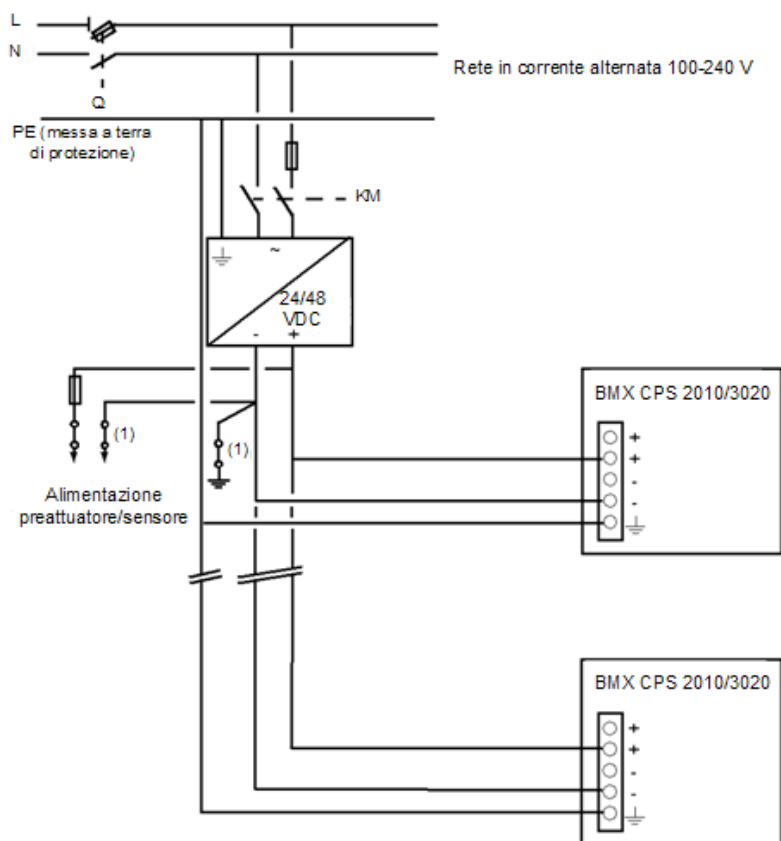 L
N
Rete in corrente alternata 100-240 V
Q
PE (messa a terra
di protezione)
KM
~
24/48
VDC
- +
BMX CPS 2010/3020
+
+
-
-
(1)
(1)
Alimentazione
preattuatore/sensore
BMX CPS 2010/3020
+
+
-
-